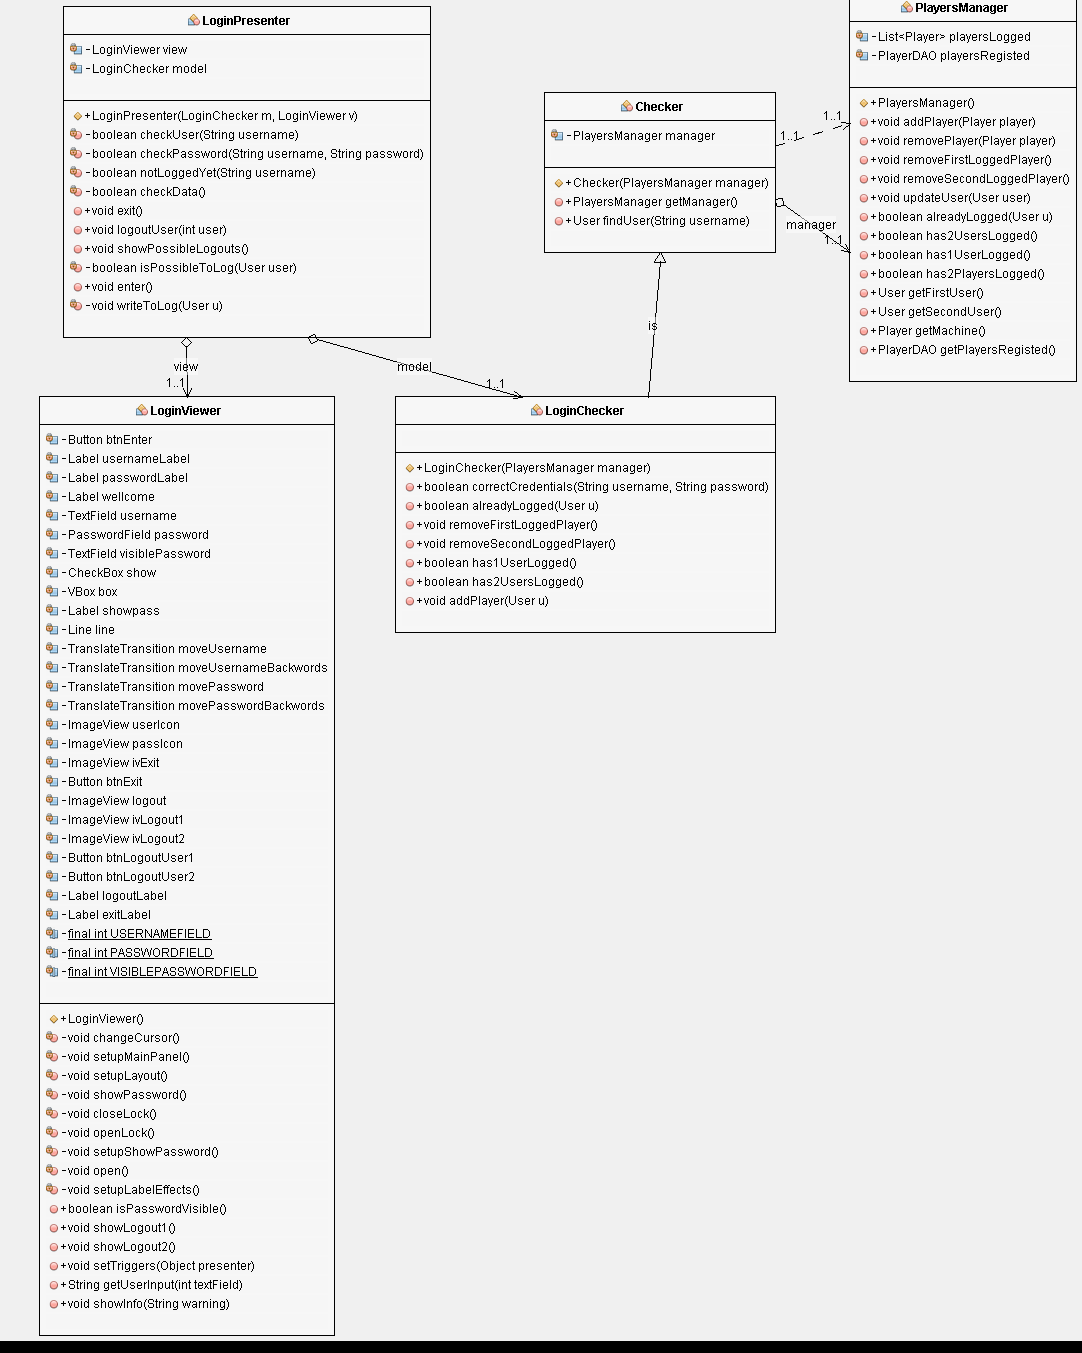 LoginPresenter
-LoginViewer view
-LoginChecker model
+LoginPresenter(LoginChecker m, LoginViewer v)
-boolean checkUser(String username)
-boolean checkPassword(String username, String password)
-boolean notLoggedYet(String username)
-boolean checkData()
+void exit()
+void logoutUser(int user)
+void showPossibleLogouts()
-boolean isPossibleToLog(User user)
+void enter()
-void writeToLog(User u)
Checker
-PlayersManager manager
+Checker(PlayersManager manager)
+PlayersManager getManager()
+User findUser(String username)
PlayersManager
-List<Player> playersLogged
-PlayerDAO playersRegisted
+PlayersManager()
+void addPlayer(Player player)
+void removePlayer(Player player)
+void removeFirstLoggedPlayer()
+void removeSecondLoggedPlayer()
+void updateUser(User user)
+boolean alreadyLogged(User u)
+boolean has2UsersLogged()
+boolean has1UserLogged()
+boolean has2PlayersLogged()
+User getFirstUser()
+User getSecondUser()
+Player getMachine()
+PlayerDAO getPlayersRegisted()
1..1
1..1
manager
1..1
is
view
1..1
model
1..1
LoginViewer
-Button btnEnter
-Label usernameLabel
-Label passwordLabel
-Label wellcome
-TextField username
-PasswordField password
-TextField visiblePassword
-CheckBox show
-VBox box
-Label showpass
-Line line
-TranslateTransition moveUsername
-TranslateTransition moveUsernameBackwords
-TranslateTransition movePassword
-TranslateTransition movePasswordBackwords
-ImageView userIcon
-ImageView passIcon
-ImageView ivExit
-Button btnExit
-ImageView logout
-ImageView ivLogout1
-ImageView ivLogout2
-Button btnLogoutUser1
-Button btnLogoutUser2
-Label logoutLabel
-Label exitLabel
-final int USERNAMEFIELD
-final int PASSWORDFIELD
-final int VISIBLEPASSWORDFIELD
+LoginViewer()
-void changeCursor()
-void setupMainPanel()
-void setupLayout()
-void showPassword()
-void closeLock()
-void openLock()
-void setupShowPassword()
-void open()
-void setupLabelEffects()
+boolean isPasswordVisible()
+void showLogout1()
+void showLogout2()
+void setTriggers(Object presenter)
+String getUserInput(int textField)
+void showInfo(String warning)
LoginChecker
+LoginChecker(PlayersManager manager)
+boolean correctCredentials(String username, String password)
+boolean alreadyLogged(User u)
+void removeFirstLoggedPlayer()
+void removeSecondLoggedPlayer()
+boolean has1UserLogged()
+boolean has2UsersLogged()
+void addPlayer(User u)